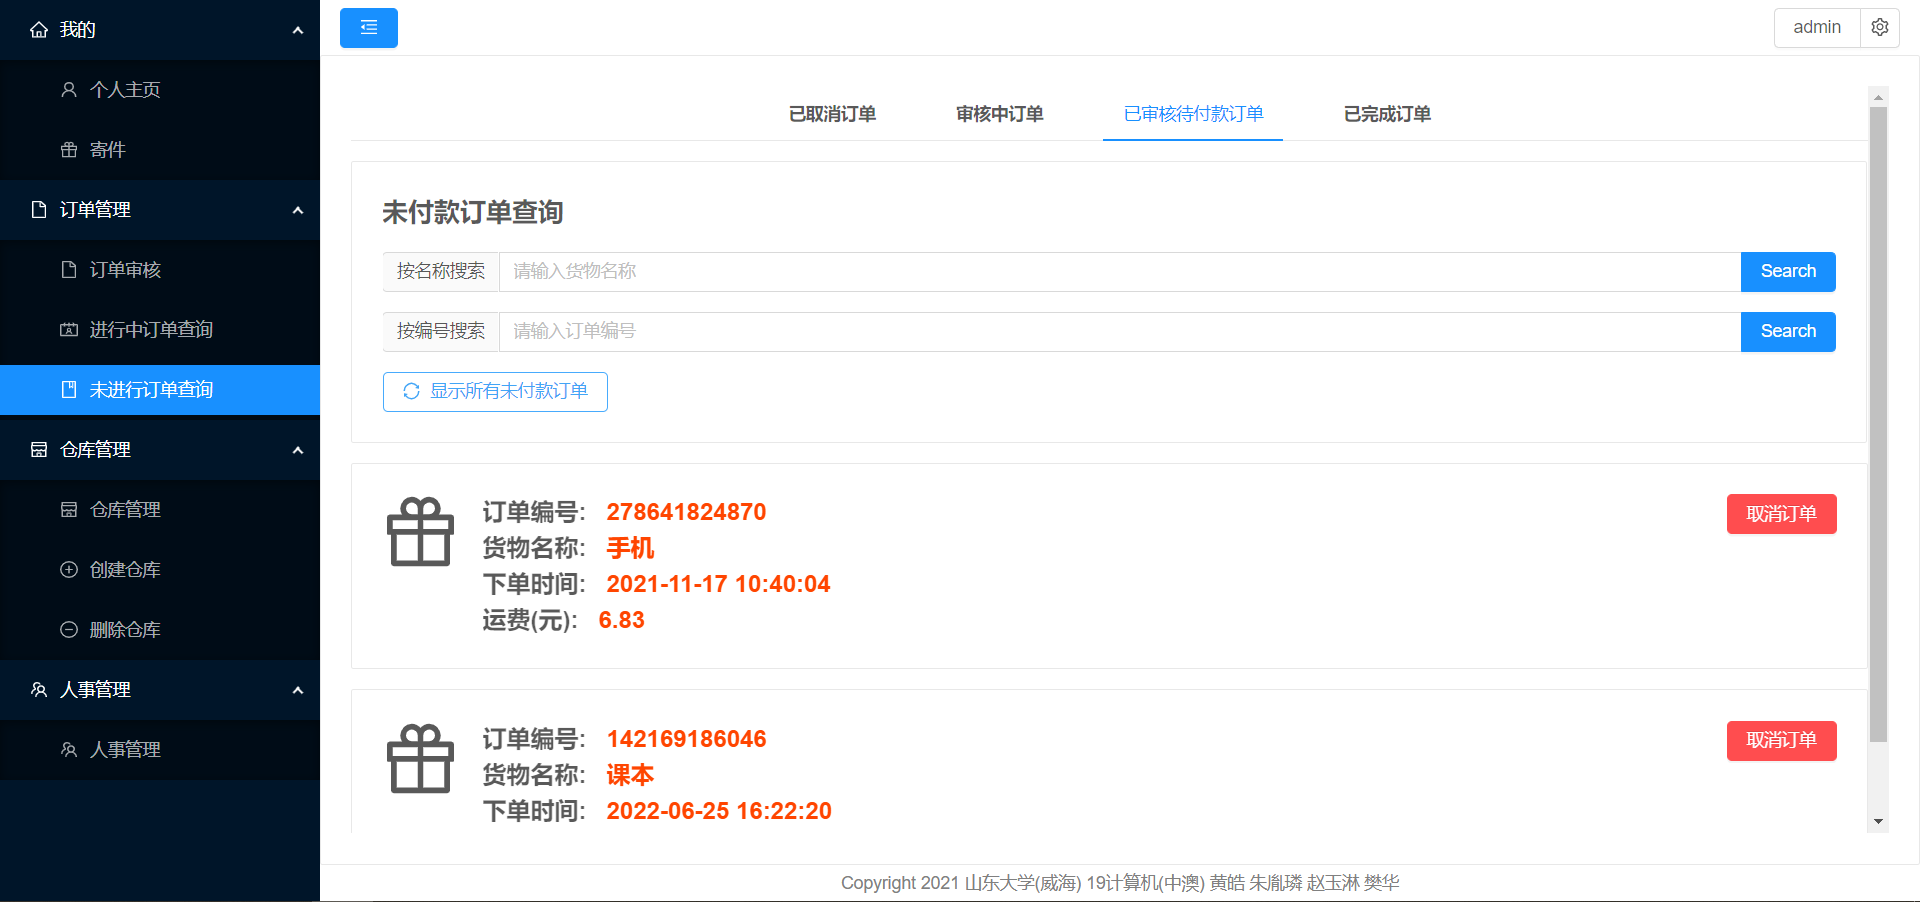 我的
个人主页
寄件
订单管理
订单审核
进行中订单查询
未进行订单查询
仓库管理
仓库管理
创建仓库
删除仓库
人事管理
人事管理
admin
已取消订单 审核中订单 已审核待付款订单 已完成订单
未付款订单查询
按名称搜索 请输入货物名称 Search
按编号搜索 请输入订单编号 Search
显示所有未付款订单
订单编号: 278641824870 取消订单
货物名称: 手机
下单时间: 2021-11-17 10:40:04
运费(元): 6.83
订单编号: 142169186046 取消订单
货物名称: 课本
下单时间: 2022-06-25 16:22:20
Copyright 2021 山东大学(威海) 19计算机(中澳) 黄皓 朱胤璘 赵玉淋 樊华